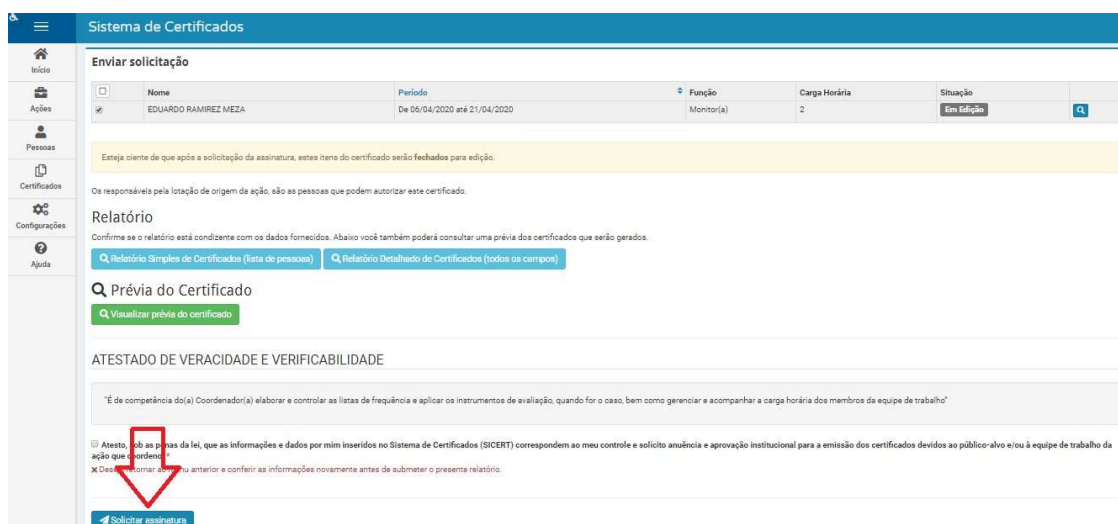 Sistema de Certificados
Início
Ações
Pessoas
Certificados
Configurações
Ajuda
Enviar solicitação
Nome Período Função Carga Horária Situação
EDUARDO RAMIREZ MEZA De 06/04/2020 até 21/04/2020 Monitor(a) 2 Em Edição
Esteja ciente de que após a solicitação da assinatura, estes itens do certificado serão fechados para edição.
Os responsáveis pela lotação de origem da ação, são as pessoas que podem autorizar este certificado.
Relatório
Confirme se o relatório está condizente com os dados fornecidos. Abaixo você também poderá consultar uma prévia dos certificados que serão gerados.
Relatório Simples de Certificados (lista de pessoas) Relatório Detalhado de Certificados (todos os campos)
Prévia do Certificado
Visualizar prévia do certificado
ATESTADO DE VERACIDADE E VERIFICABILIDADE
"É de competência do(a) Coordenador(a) elaborar e controlar as listas de frequência e aplicar os instrumentos de avaliação, quando for o caso, bem como gerenciar e acompanhar a carga horária dos membros da equipe de trabalho"
Atesto, sob as penas da lei, que as informações e dados por mim inseridos no Sistema de Certificados (SICERT) correspondem ao meu controle e solicito anuência e aprovação institucional para a emissão dos certificados devidos ao público-alvo e/ou à equipe de trabalho da
ação que coordeno. *
Desejo retornar ao menu anterior e conferir as informações novamente antes de submeter o presente relatório.
Solicitar assinatura